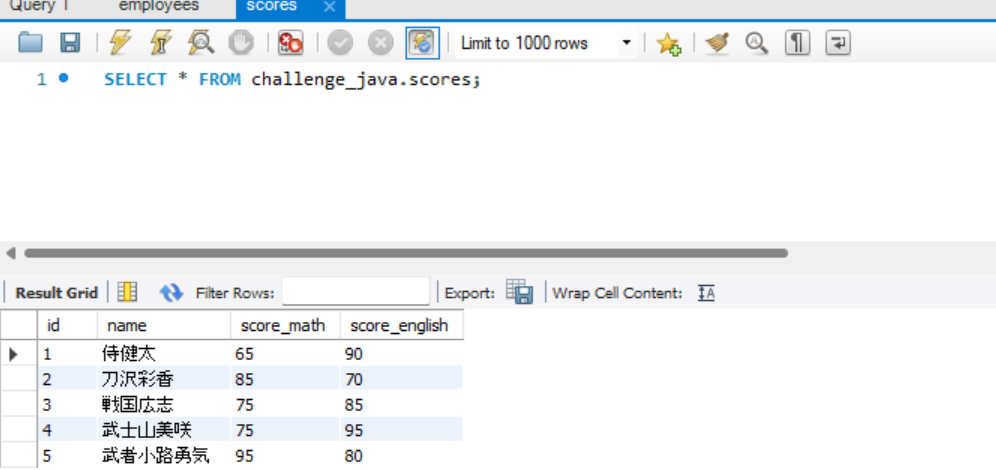 Query 1 employees scores
Limit to 1000 rows
1 SELECT * FROM challenge_java.scores;
Result Grid Filter Rows: Export: Wrap Cell Content: IA
id name score_math score_english
1 侍健太 65 90
2 刀沢彩香 85 70
3 戦国広志 75 85
4 武士山美咲 75 95
5 武者小路勇気 95 80